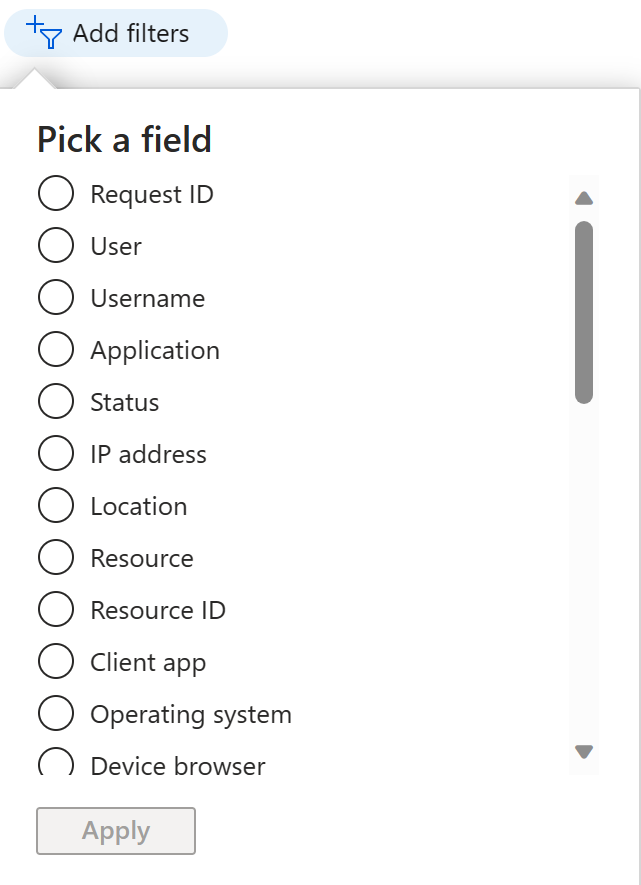 Add filters
Pick a field
Request ID
User
Username
Application
Status
IP address
Location
Resource
Resource ID
Client app
Operating system
Device browser
Apply